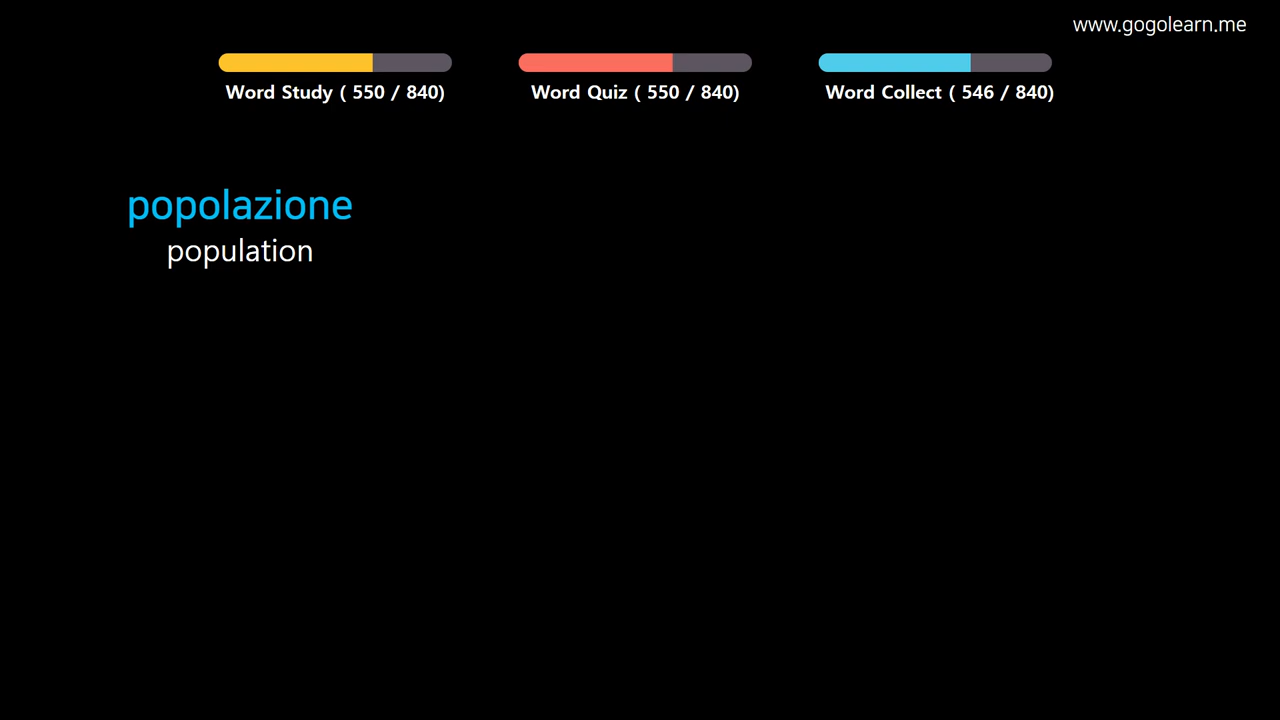 www.gogolearn.me
Word Study ( 550 / 840)
Word Quiz ( 550 / 840)
Word Collect ( 546 / 840)
popolazione
population